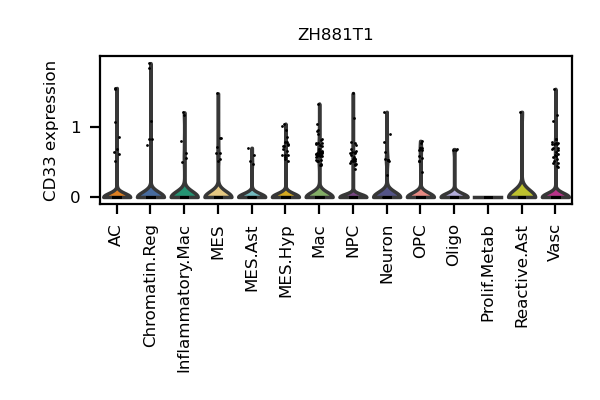 ZH881T1
CD33 expression
1
0
AC
Chromatin.Reg
Inflammatory.Mac
MES
MES.Ast
MES.Hyp
Mac
NPC
Neuron
OPC
Oligo
Prolif.Metab
Reactive.Ast
Vasc